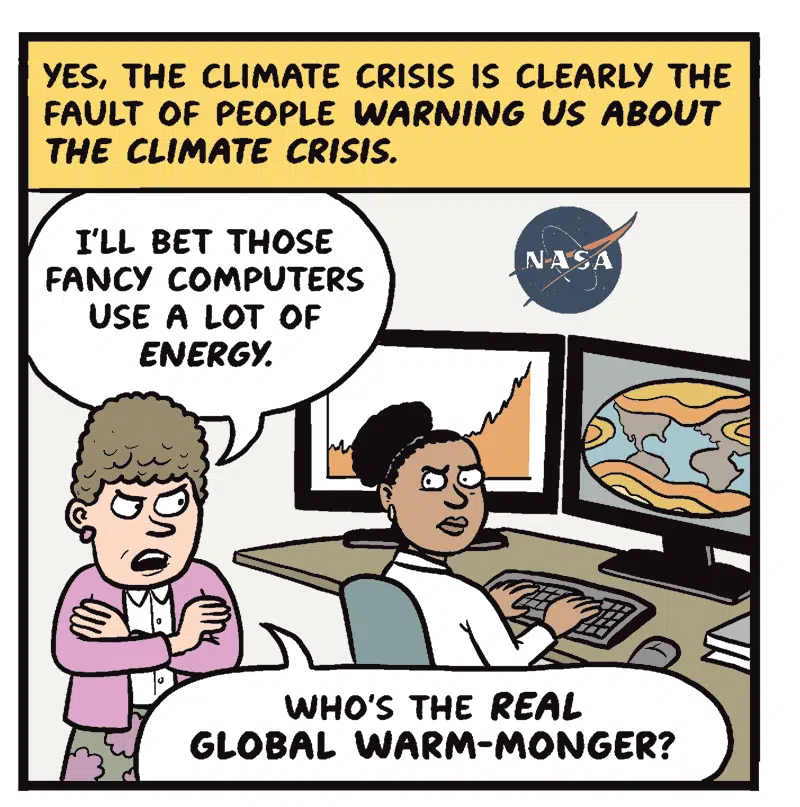 YES, THE CLIMATE CRISIS IS CLEARLY THE
FAULT OF PEOPLE WARNING US ABOUT
THE CLIMATE CRISIS.
I'LL BET THOSE
FANCY COMPUTERS
USE A LOT OF
ENERGY.
NASA
WHO'S THE REAL
GLOBAL WARM-MONGER?